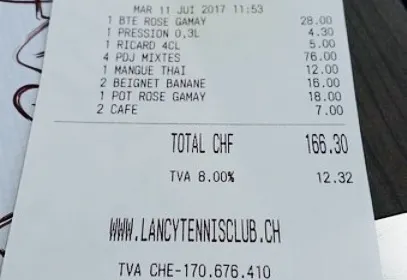 MAR 11 JUI 2017 11:53
1 BTE ROSE GAMAY 28.00
1 PRESSION 0,3L 4.30
1 RICARD 4CL 5.00
4 PDJ MIXTES 76.00
1 MANGUE THAI 12.00
2 BEIGNET BANANE 16.00
1 POT ROSE GAMAY 18.00
2 CAFE 7.00
TOTAL CHF 166.30
TVA 8.00% 12.32
WWW.LANCYTENNISCLUB.CH
TVA CHE-170.676.410